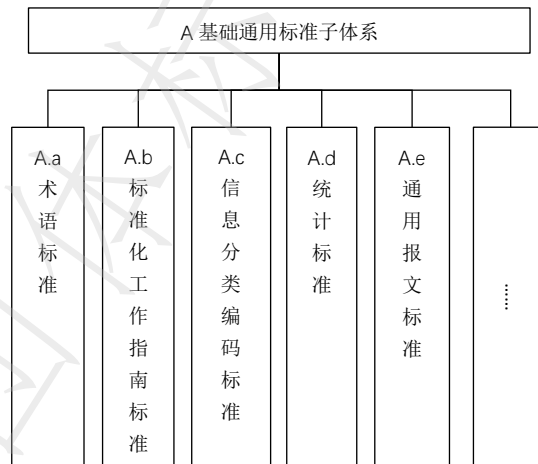 A 基础通用标准子体系
A.a
术语标准
A.b
标准化工作指南标准
A.c
信息分类编码标准
A.d
统计标准
A.e
通用报文标准
……